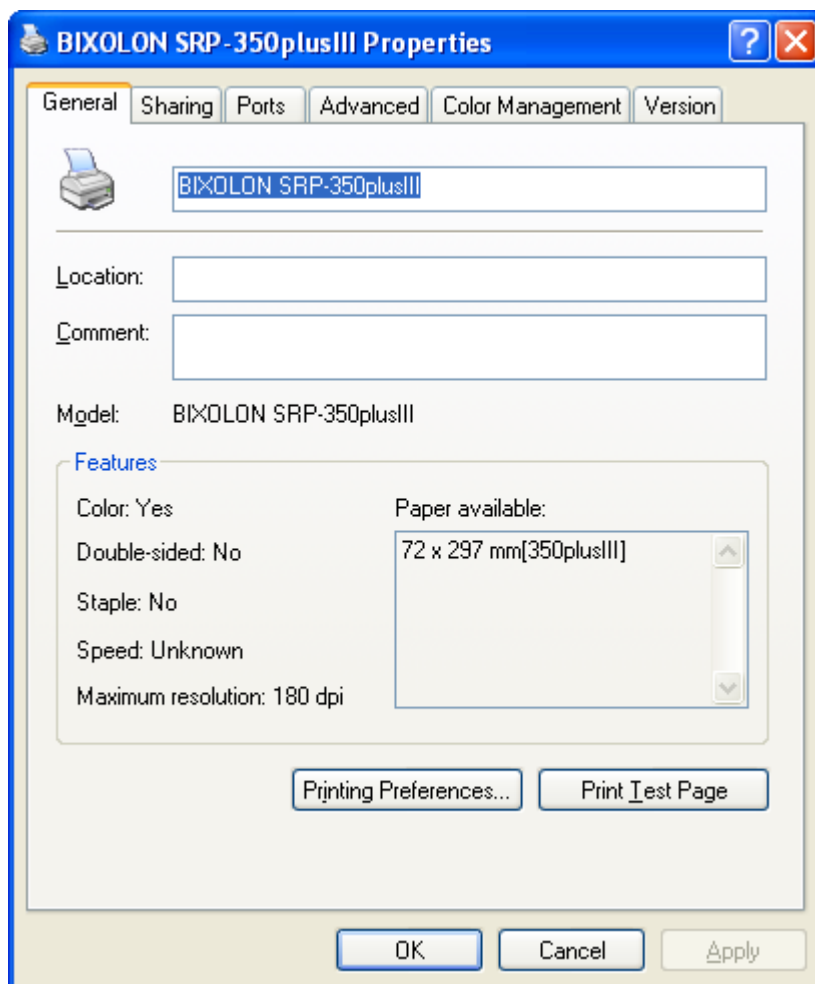 BIXOLON SRP-350plusIII Properties
General Sharing Ports Advanced Color Management Version
BIXOLON SRP-350plusIII
Location:
Comment:
Model: BIXOLON SRP-350plusIII
Features
Color: Yes
Paper available:
Double-sided: No
72 x 297 mm[350plusIII]
Staple: No
Speed: Unknown
Maximum resolution: 180 dpi
Printing Preferences... Print Test Page
OK Cancel Apply